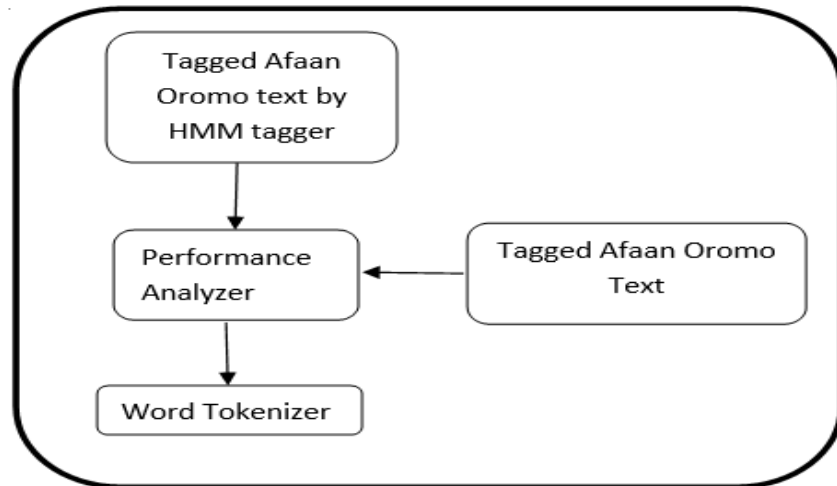 Tagged Afaan
Oromo text by
HMM tagger
Performance
Analyzer
Tagged Afaan Oromo
Text
Word Tokenizer